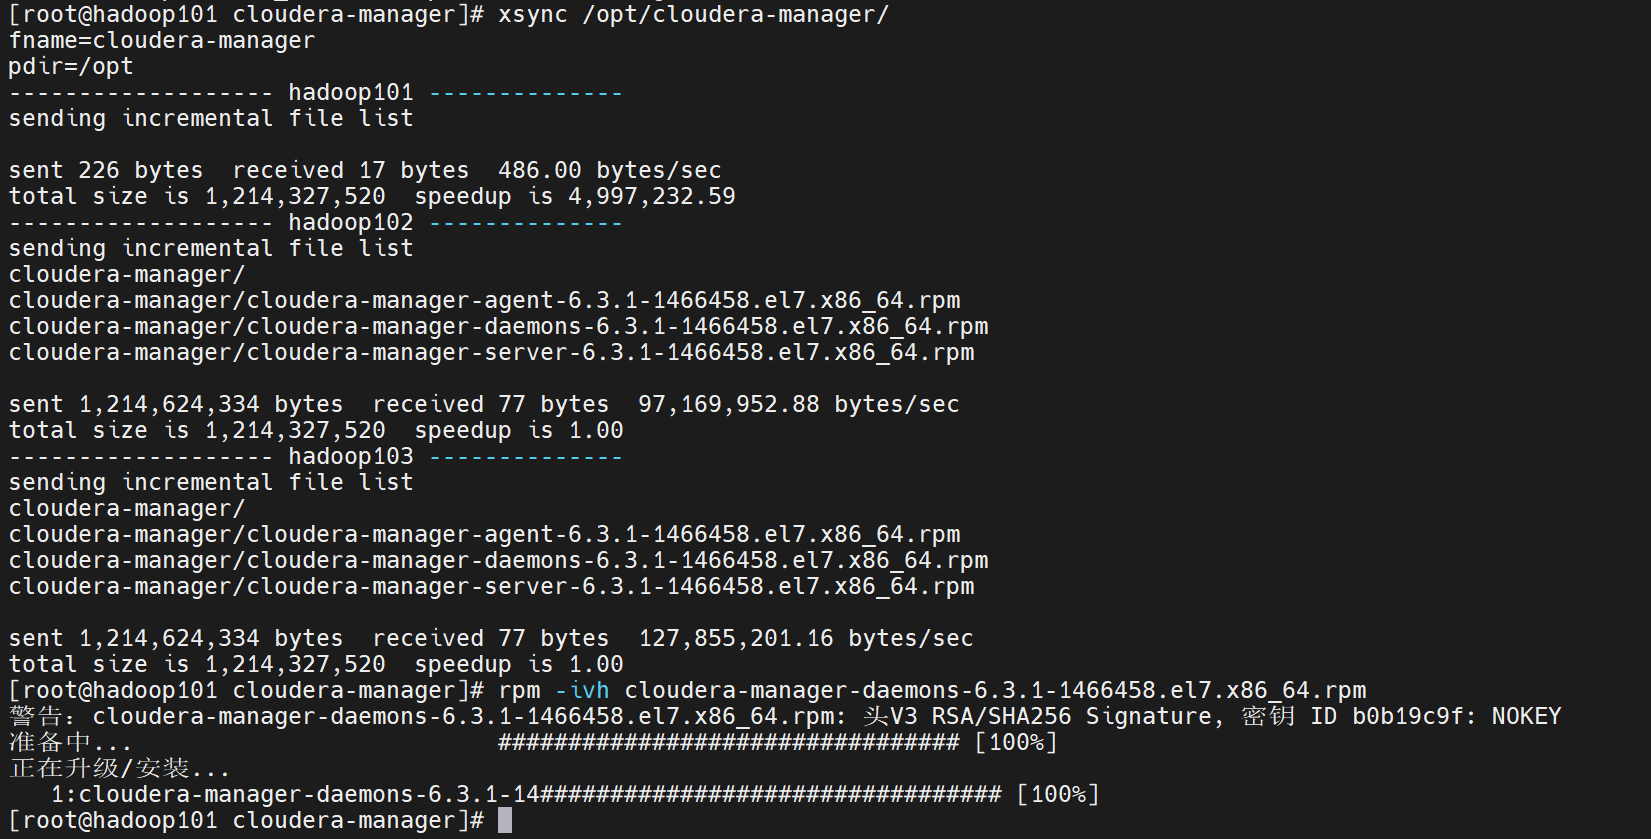 [root@hadoop101 cloudera-manager]# xsync /opt/cloudera-manager/
fname=cloudera-manager
pdir=/opt
------------------- hadoop101 --------------
sending incremental file list
sent 226 bytes  received 17 bytes  486.00 bytes/sec
total size is 1,214,327,520  speedup is 4,997,232.59
------------------- hadoop102 --------------
sending incremental file list
cloudera-manager/
cloudera-manager/cloudera-manager-agent-6.3.1-1466458.el7.x86_64.rpm
cloudera-manager/cloudera-manager-daemons-6.3.1-1466458.el7.x86_64.rpm
cloudera-manager/cloudera-manager-server-6.3.1-1466458.el7.x86_64.rpm
sent 1,214,624,334 bytes  received 77 bytes  97,169,952.88 bytes/sec
total size is 1,214,327,520  speedup is 1.00
------------------- hadoop103 --------------
sending incremental file list
cloudera-manager/
cloudera-manager/cloudera-manager-agent-6.3.1-1466458.el7.x86_64.rpm
cloudera-manager/cloudera-manager-daemons-6.3.1-1466458.el7.x86_64.rpm
cloudera-manager/cloudera-manager-server-6.3.1-1466458.el7.x86_64.rpm
sent 1,214,624,334 bytes  received 77 bytes  127,855,201.16 bytes/sec
total size is 1,214,327,520  speedup is 1.00
[root@hadoop101 cloudera-manager]# rpm -ivh cloudera-manager-daemons-6.3.1-1466458.el7.x86_64.rpm
警告：cloudera-manager-daemons-6.3.1-1466458.el7.x86_64.rpm: 头V3 RSA/SHA256 Signature, 密钥 ID b0b19c9f: NOKEY
准备中...                          ################################# [100%]
正在升级/安装...
   1:cloudera-manager-daemons-6.3.1-14################################# [100%]
[root@hadoop101 cloudera-manager]#